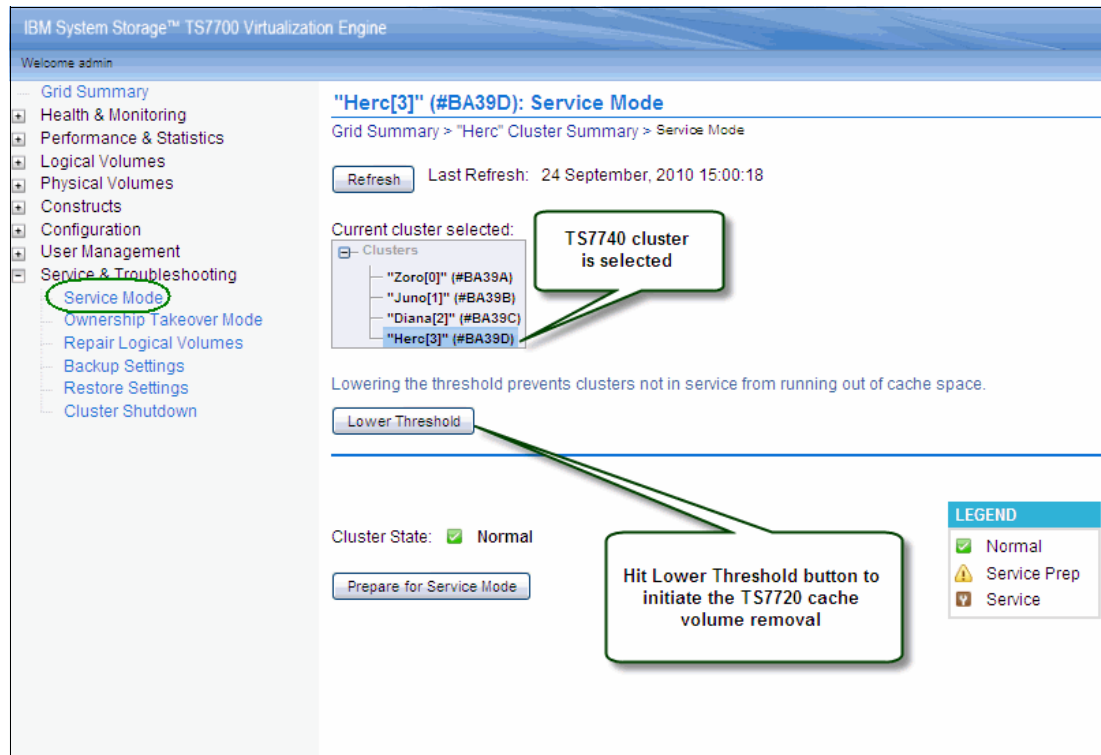 IBM System Storage™ TS7700 Virtualization Engine
Welcome admin
Grid Summary
Health & Monitoring
Performance & Statistics
Logical Volumes
Physical Volumes
Constructs
Configuration
User Management
Service & Troubleshooting
Service Mode
Ownership Takeover Mode
Repair Logical Volumes
Backup Settings
Restore Settings
Cluster Shutdown
"Herc[3]" (#BA39D): Service Mode
Grid Summary > "Herc" Cluster Summary > Service Mode
Refresh Last Refresh: 24 September, 2010 15:00:18
Current cluster selected:
Clusters
"Zoro[0]" (#BA39A)
"Juno[1]" (#BA39B)
"Diana[2]" (#BA39C)
"Herc[3]" (#BA39D)
TS7740 cluster
is selected
Lowering the threshold prevents clusters not in service from running out of cache space.
Lower Threshold
Cluster State: Normal
Prepare for Service Mode
Hit Lower Threshold button to
initiate the TS7720 cache
volume removal
LEGEND
Normal
Service Prep
Service